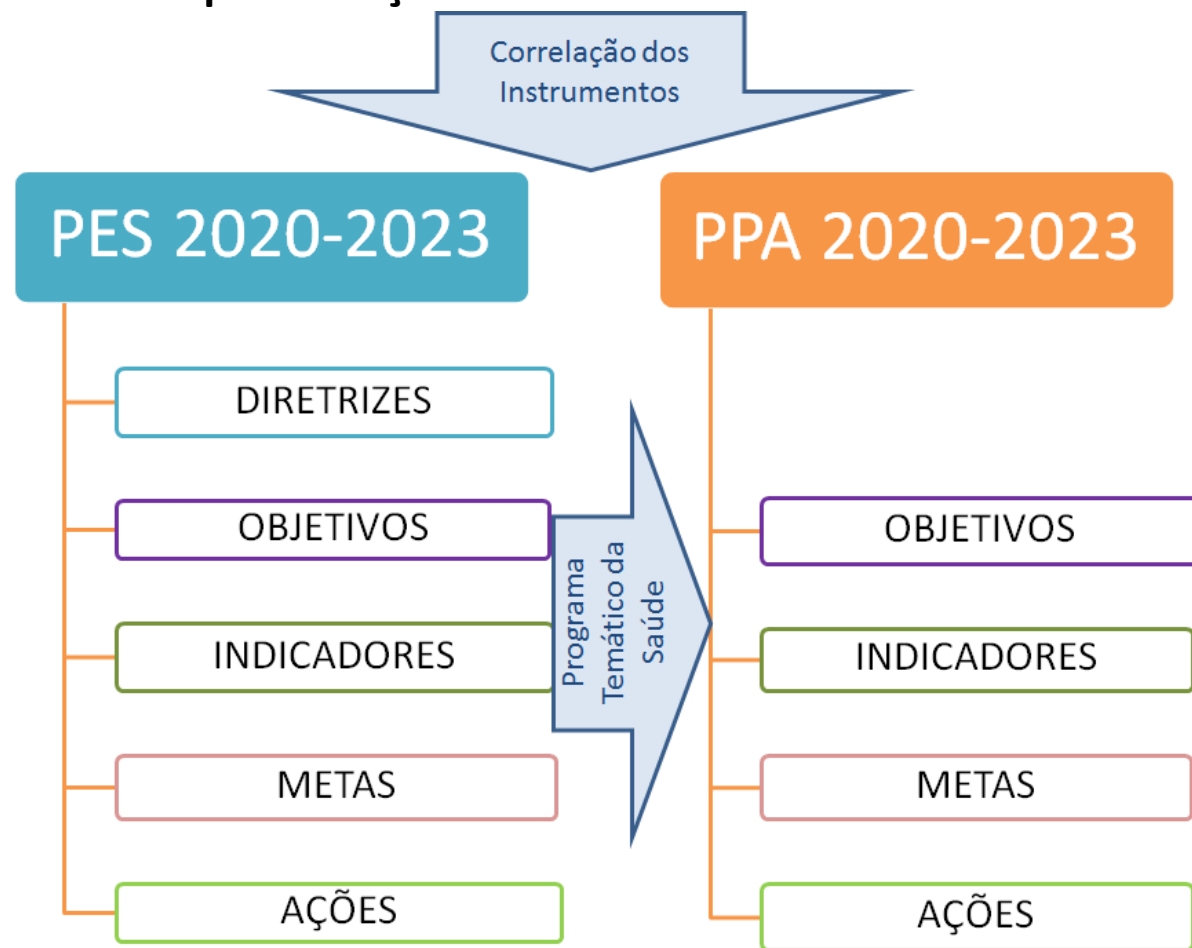 Correlação dos
Instrumentos
PES 2020-2023
PPA 2020-2023
DIRETRIZES
OBJETIVOS
INDICADORES
METAS
AÇÕES
Programa
Temático da
Saúde
OBJETIVOS
INDICADORES
METAS
AÇÕES